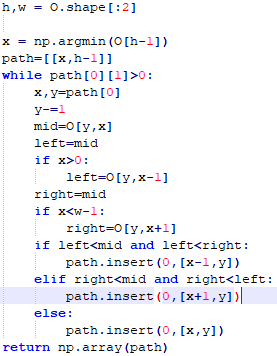 h,w = O.shape[:2]
x = np.argmin(O[h-1])
path=[[x,h-1]]
while path[0][1]>0:
    x,y=path[0]
    y-=1
    mid=O[y,x]
    left=mid
    if x>0:
        left=O[y,x-1]
    right=mid
    if x<w-1:
        right=O[y,x+1]
    if left<mid and left<right:
        path.insert(0,[x-1,y])
    elif right<mid and right<left:
        path.insert(0,[x+1,y])
    else:
        path.insert(0,[x,y])
return np.array(path)